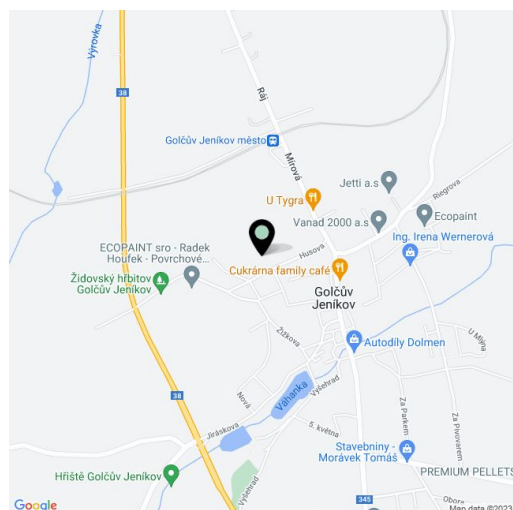 Výrovka
38
Ráj
Golčův Jeníkov město
Mírová
Jetti a.s
Riegrova
U Tygra
Vanad 2000 a.s
Ecopaint
Ing. Irena Wernerová
ECOPAINT sro - Radek
Houfek - Povrchové...
Husova
Židovský hřbitov
Golčův Jeníkov
Cukrárna family café
Golčův
Jeníkov
Žižkova
Autodíly Dolmen
U Mlýna
Nová
Váhanka
Vyšehrad
38
Jiráskova
5. května
Za Parkem
Za Pivovarem
Stavebniny -
Morávek Tomáš
Hřiště Golčův Jeníkov
Vyšehrad
PREMIUM PELLETS
345
Obora
Google
Map data ©2023